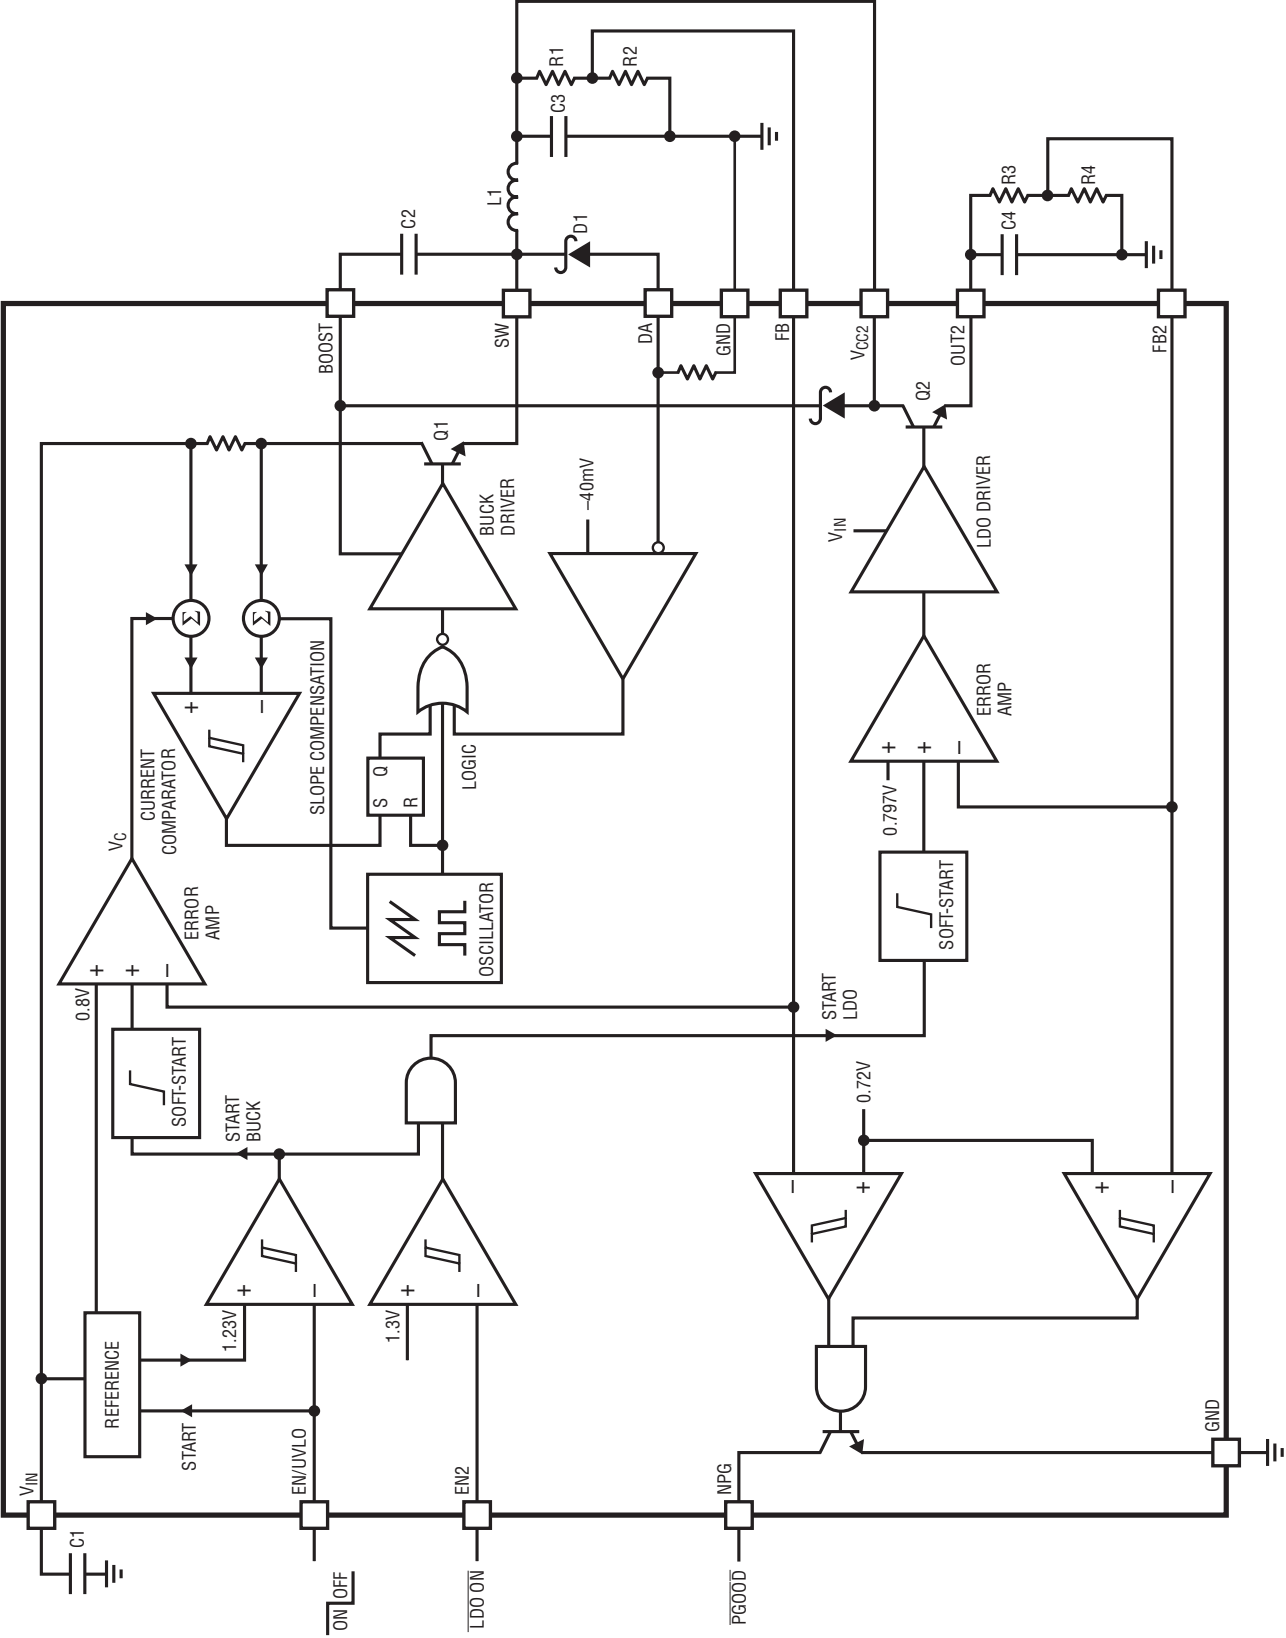 VIN
C1
REFERENCE
START
EN/UVLO
ON OFF
EN2
LDO ON
NPG
PGOOD
GND
1.23V
+
–
1.3V
+
–
START
BUCK
SOFT-START
0.8V
+
+
–
ERROR
AMP
VC
CURRENT
COMPARATOR
+
–
Σ
Σ
SLOPE COMPENSATION
OSCILLATOR
S Q
R
LOGIC
BUCK
DRIVER
Q1
–40mV
START
LDO
SOFT-START
0.797V
+
+
–
ERROR
AMP
LDO DRIVER
VIN
Q2
0.72V
–
+
+
–
BOOST
SW
DA
GND
FB
VCC2
OUT2
FB2
C2
L1
D1
C3
R1
R2
C4
R3
R4